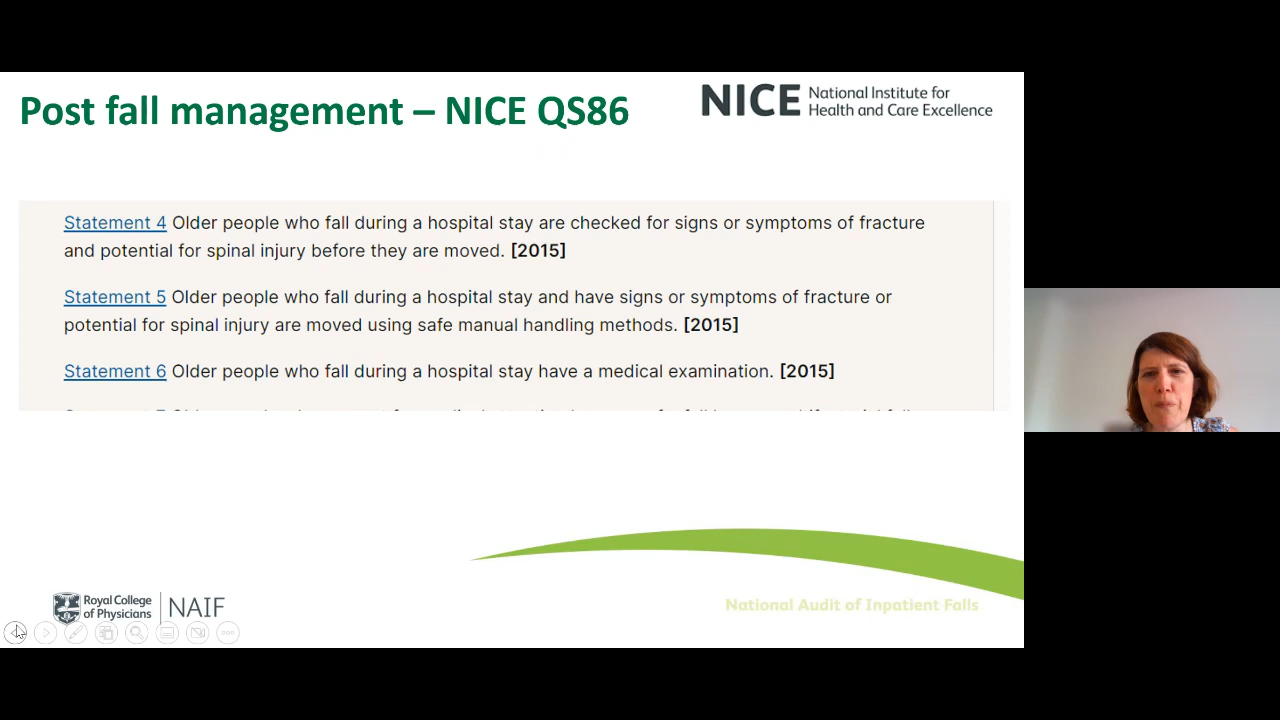 Post fall management – NICE QS86
NICE National Institute for
Health and Care Excellence
Statement 4 Older people who fall during a hospital stay are checked for signs or symptoms of fracture
and potential for spinal injury before they are moved. [2015]
Statement 5 Older people who fall during a hospital stay and have signs or symptoms of fracture or
potential for spinal injury are moved using safe manual handling methods. [2015]
Statement 6 Older people who fall during a hospital stay have a medical examination. [2015]
Royal College
of Physicians
NAIF
National Audit of Inpatient Falls